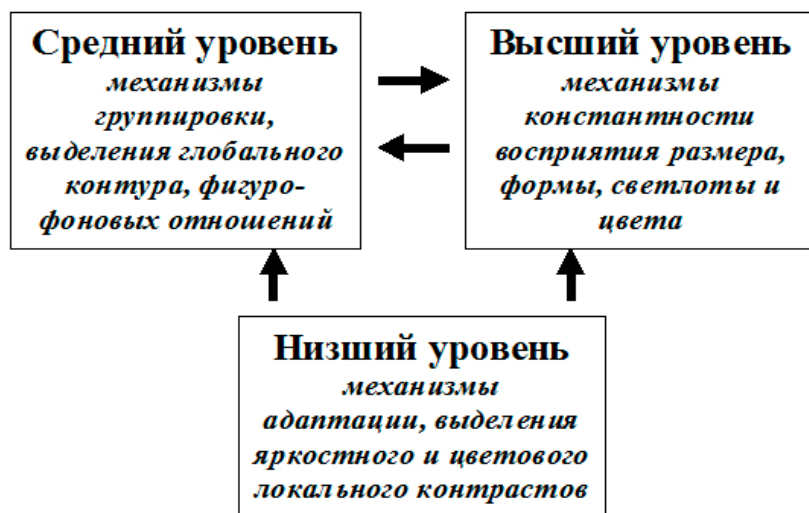 Средний уровень
механизмы
группировки,
выделения глобального
контура, фигуро-
фоновых отношений
Высший уровень
механизмы
константности
восприятия размера,
формы, светлоты и
цвета
Низший уровень
механизмы
адаптации, выделения
яркостного и цветового
локального контрастов